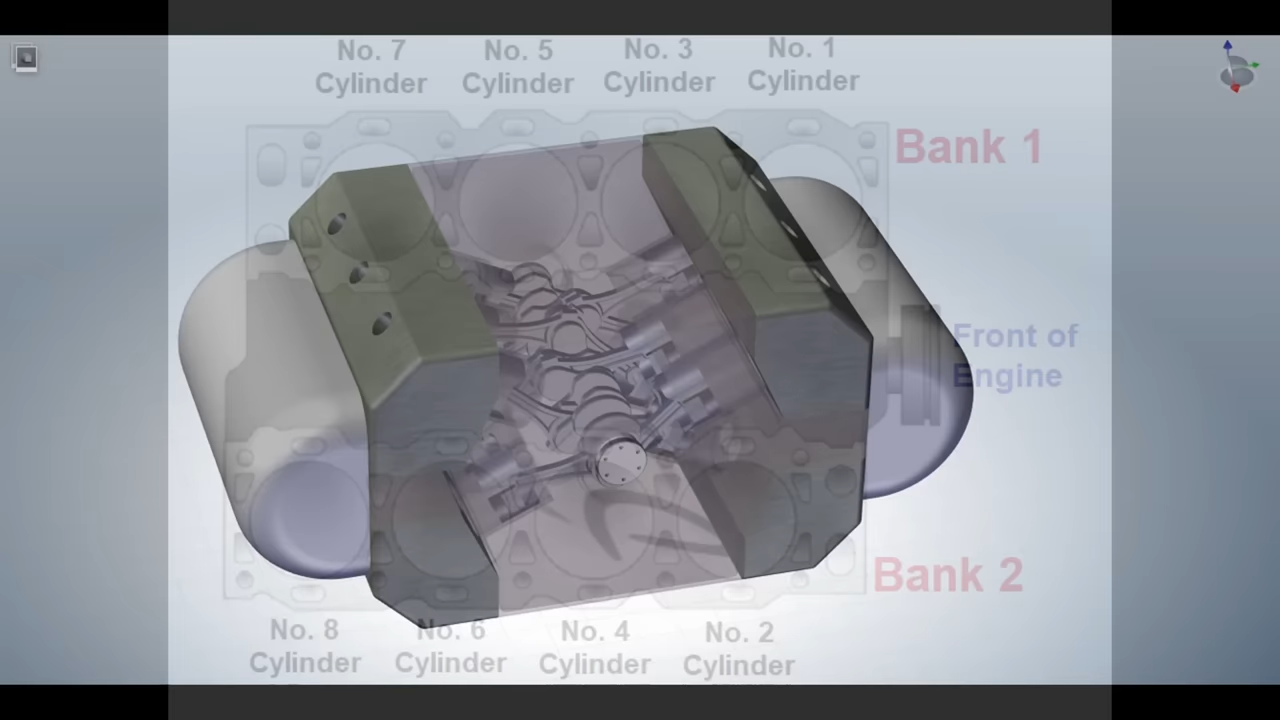 No. 7 Cylinder
No. 5 Cylinder
No. 3 Cylinder
No. 1 Cylinder
Bank 1
Front of
Engine
Bank 2
No. 8 Cylinder
No. 6 Cylinder
No. 4 Cylinder
No. 2 Cylinder